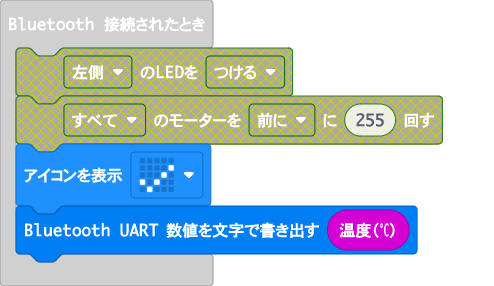 Bluetooth 接続されたとき
左側 のLEDを つける
すべて のモーターを 前に に 255 回す
アイコンを表示
Bluetooth UART 数値を文字で書き出す 温度(℃)